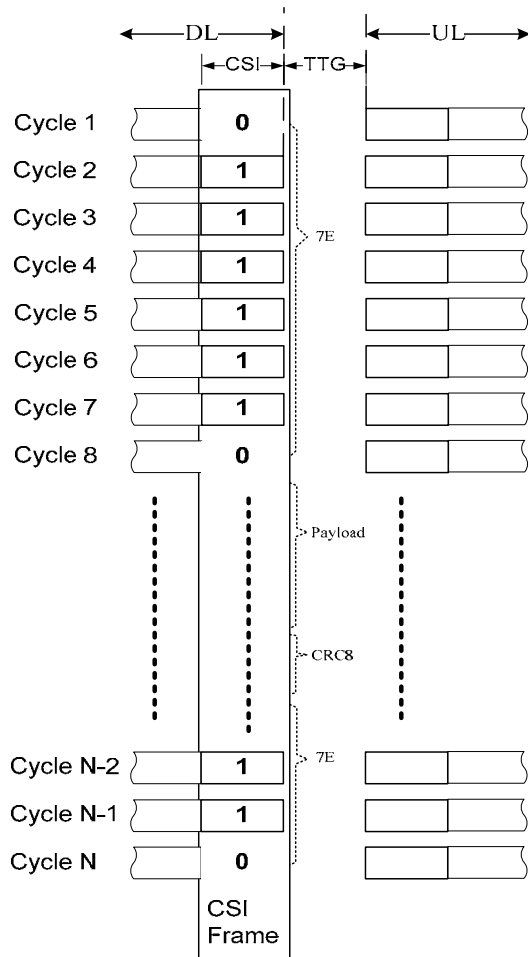 DL UL
CSI TTG
Cycle 1 0
Cycle 2 1
Cycle 3 1
Cycle 4 1
7E
Cycle 5 1
Cycle 6 1
Cycle 7 1
Cycle 8 0
Payload
CRC8
7E
Cycle N-2 1
Cycle N-1 1
Cycle N 0
CSI
Frame